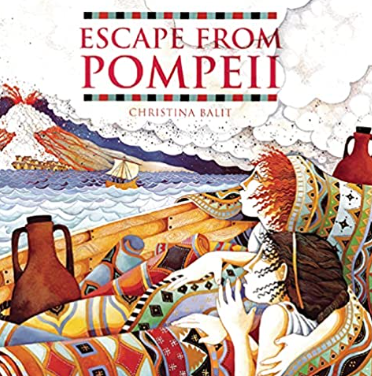 ESCAPE FROM
POMPEII
CHRISTINA BALIT